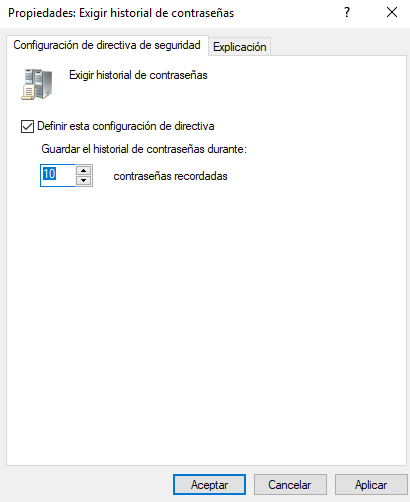 Propiedades: Exigir historial de contraseñas
Configuración de directiva de seguridad
Explicación
Exigir historial de contraseñas
Definir esta configuración de directiva
Guardar el historial de contraseñas durante:
10 contraseñas recordadas
Aceptar Cancelar Aplicar